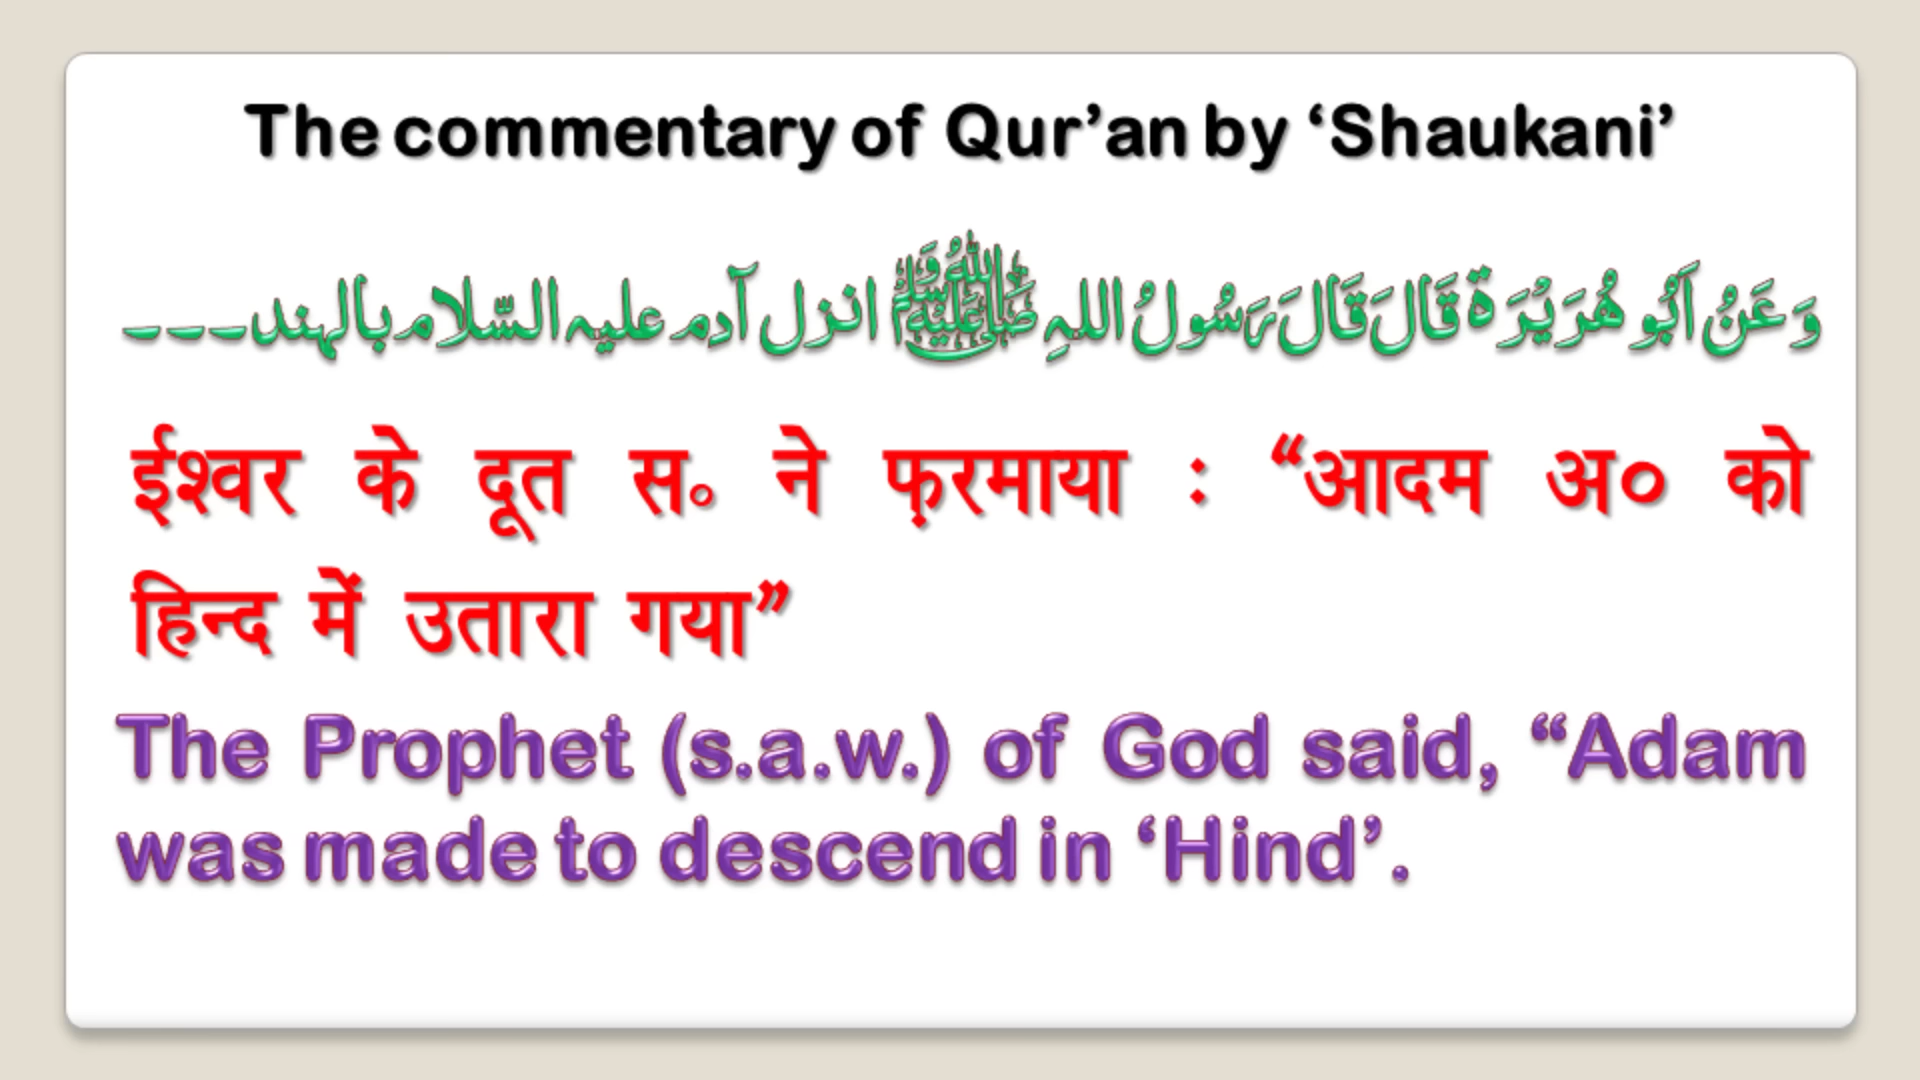 The commentary of Qur’an by ‘Shaukani’
وَعَنُ اَبُو هُرَيْرَة قَالَ قَالَ رَسُولُ اللهِ ﷺ انزل آدم عليه السّلام بالهند۔۔۔
ईश्वर के दूत स॰ ने फ़रमाया : “आदम अ० को
हिन्द में उतारा गया”
The Prophet (s.a.w.) of God said, “Adam
was made to descend in ‘Hind’.